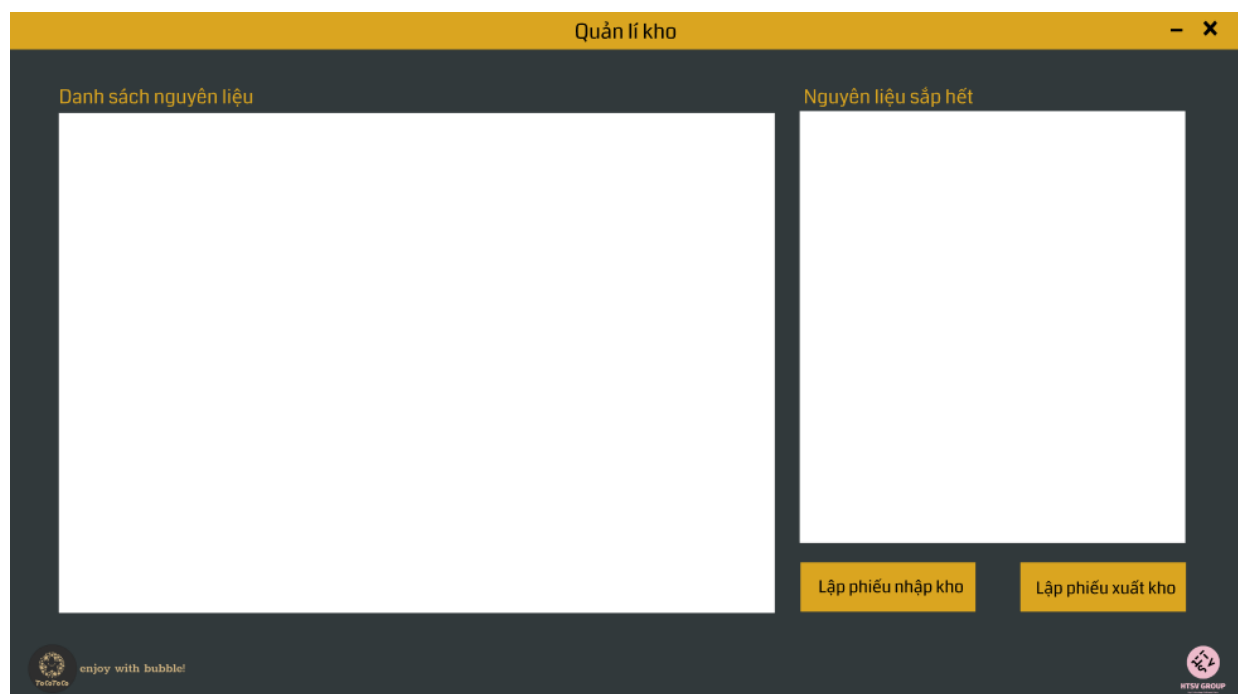 Quản lí kho
Danh sách nguyên liệu
Nguyên liệu sắp hết
Lập phiếu nhập kho
Lập phiếu xuất kho
enjoy with bubble!
ToCoToCo
HTSV GROUP